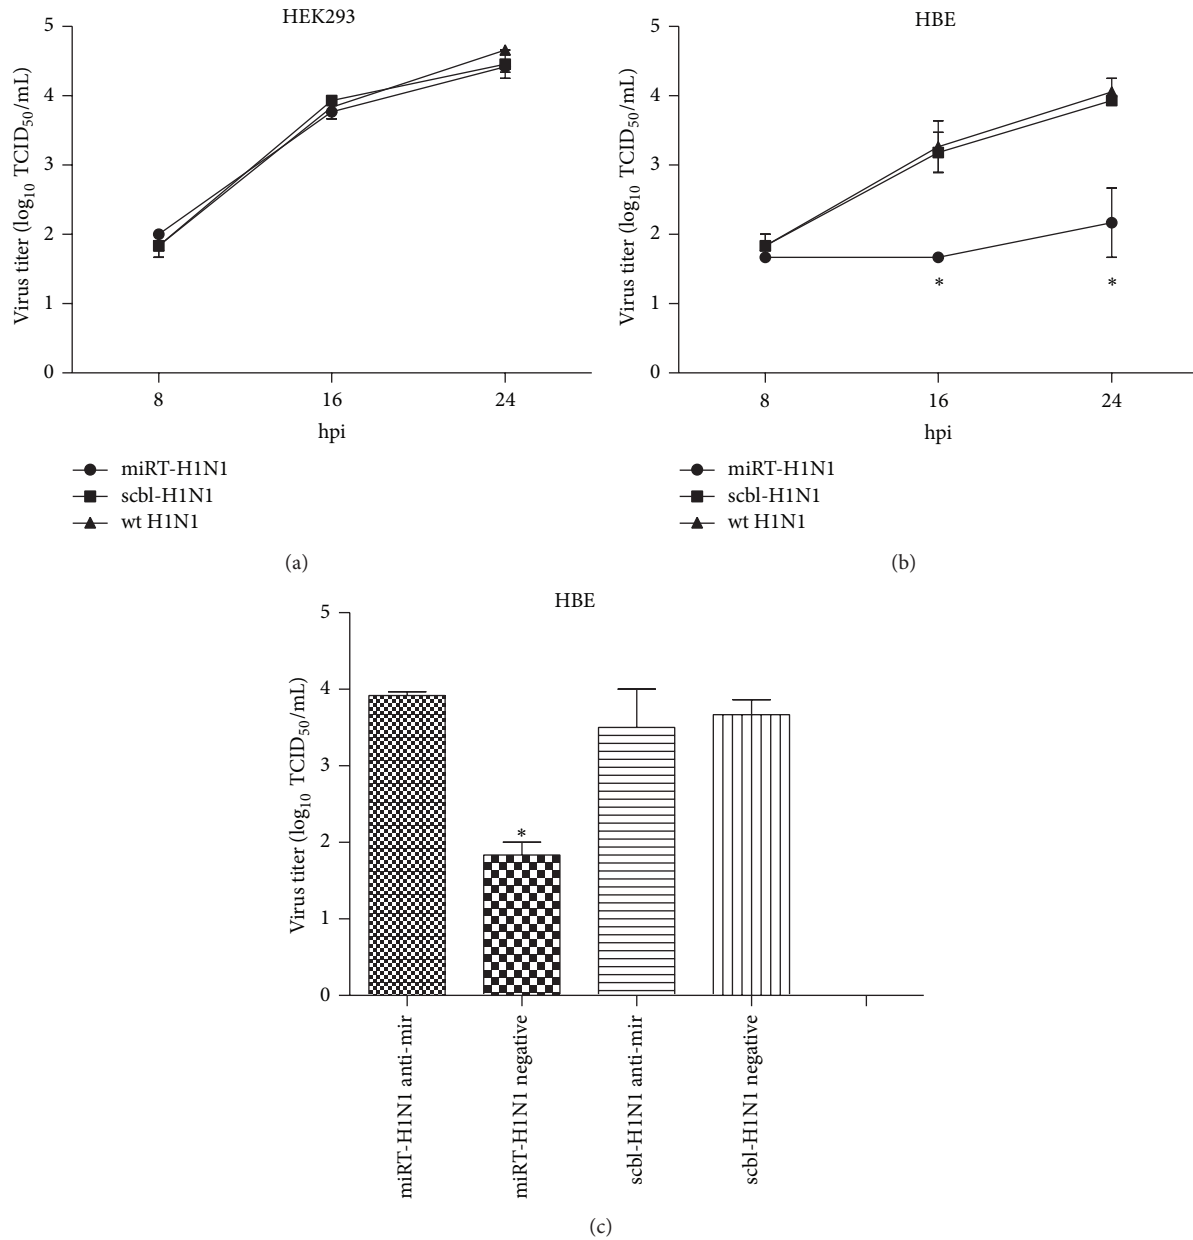 HEK293
Virus titer (log10 TCID50/mL)
5
4
3
2
1
0
8 16 24
hpi
miRT-H1N1
scbl-H1N1
wt H1N1
(a)
HBE
Virus titer (log10 TCID50/mL)
5
4
3
2
1
0
* *
8 16 24
hpi
miRT-H1N1
scbl-H1N1
wt H1N1
(b)
HBE
Virus titer (log10 TCID50/mL)
5
4
3
2
1
0
*
miRT-H1N1 anti-mir
miRT-H1N1 negative
scbl-H1N1 anti-mir
scbl-H1N1 negative
(c)